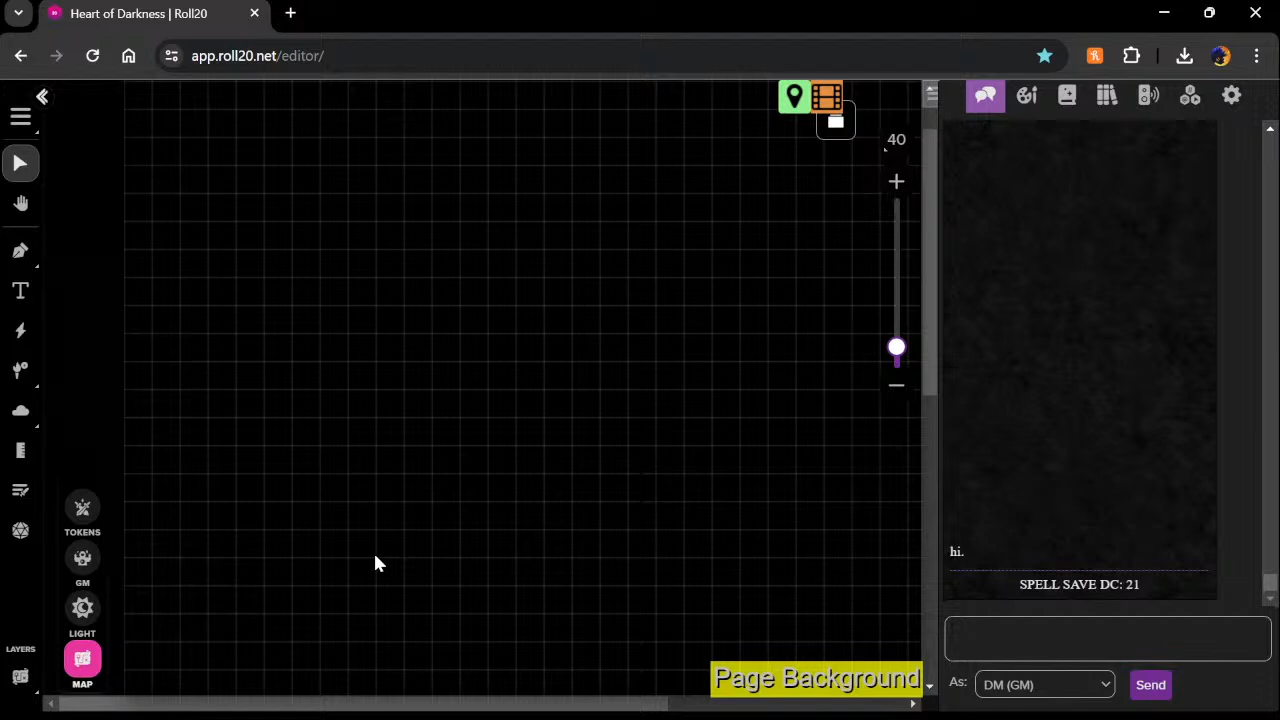 Heart of Darkness | Roll20
app.roll20.net/editor/
40
TOKENS
GM
LIGHT
LAYERS
MAP
Page Background
hi.
SPELL SAVE DC: 21
As:
DM (GM)
Send